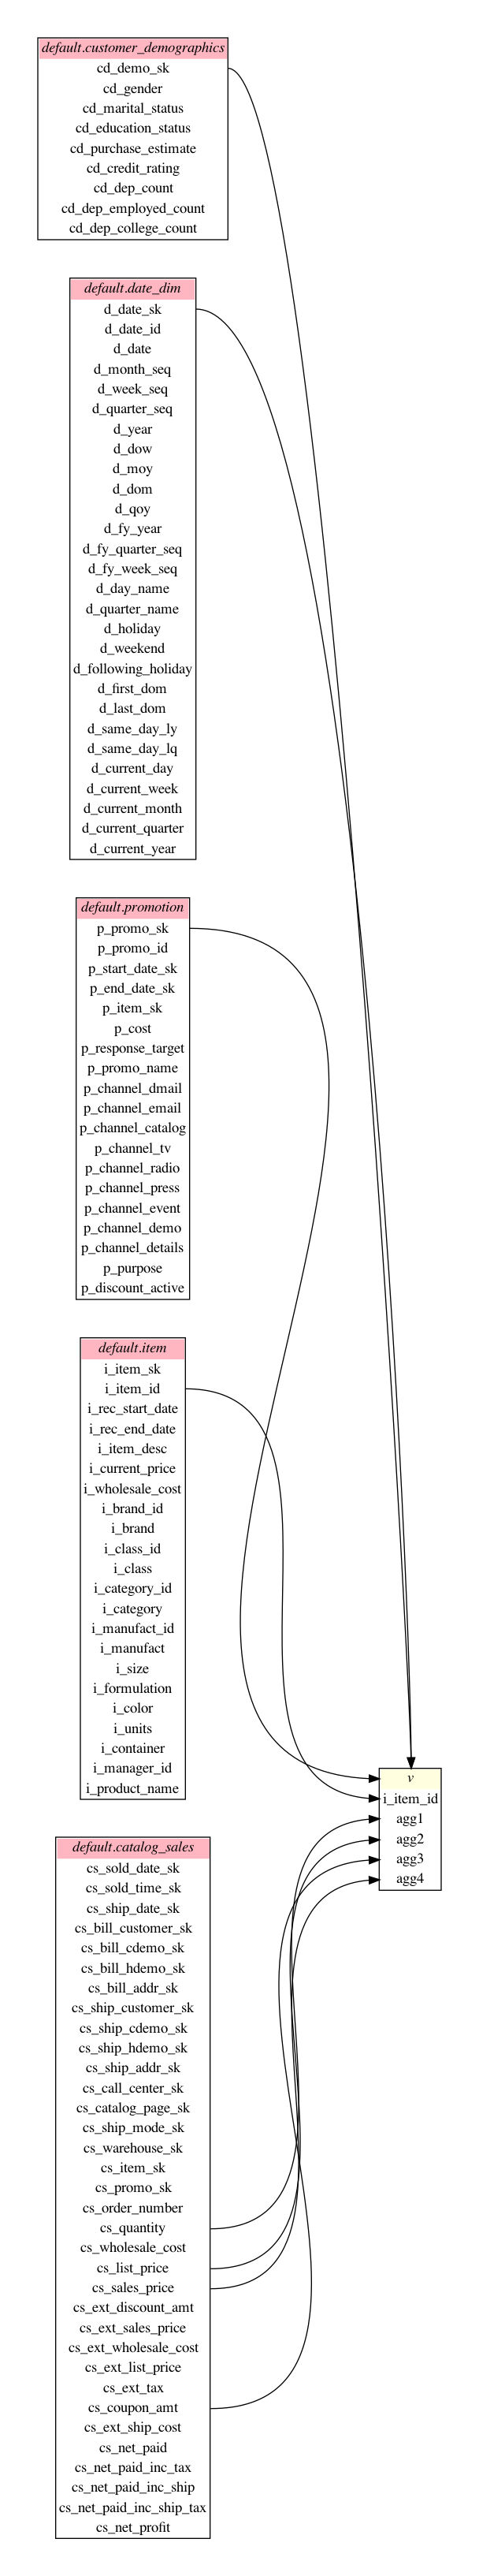 default.customer_demographics
cd_demo_sk
cd_gender
cd_marital_status
cd_education_status
cd_purchase_estimate
cd_credit_rating
cd_dep_count
cd_dep_employed_count
cd_dep_college_count
default.date_dim
d_date_sk
d_date_id
d_date
d_month_seq
d_week_seq
d_quarter_seq
d_year
d_dow
d_moy
d_dom
d_qoy
d_fy_year
d_fy_quarter_seq
d_fy_week_seq
d_day_name
d_quarter_name
d_holiday
d_weekend
d_following_holiday
d_first_dom
d_last_dom
d_same_day_ly
d_same_day_lq
d_current_day
d_current_week
d_current_month
d_current_quarter
d_current_year
default.promotion
p_promo_sk
p_promo_id
p_start_date_sk
p_end_date_sk
p_item_sk
p_cost
p_response_target
p_promo_name
p_channel_dmail
p_channel_email
p_channel_catalog
p_channel_tv
p_channel_radio
p_channel_press
p_channel_event
p_channel_demo
p_channel_details
p_purpose
p_discount_active
default.item
i_item_sk
i_item_id
i_rec_start_date
i_rec_end_date
i_item_desc
i_current_price
i_wholesale_cost
i_brand_id
i_brand
i_class_id
i_class
i_category_id
i_category
i_manufact_id
i_manufact
i_size
i_formulation
i_color
i_units
i_container
i_manager_id
i_product_name
default.catalog_sales
cs_sold_date_sk
cs_sold_time_sk
cs_ship_date_sk
cs_bill_customer_sk
cs_bill_cdemo_sk
cs_bill_hdemo_sk
cs_bill_addr_sk
cs_ship_customer_sk
cs_ship_cdemo_sk
cs_ship_hdemo_sk
cs_ship_addr_sk
cs_call_center_sk
cs_catalog_page_sk
cs_ship_mode_sk
cs_warehouse_sk
cs_item_sk
cs_promo_sk
cs_order_number
cs_quantity
cs_wholesale_cost
cs_list_price
cs_sales_price
cs_ext_discount_amt
cs_ext_sales_price
cs_ext_wholesale_cost
cs_ext_list_price
cs_ext_tax
cs_coupon_amt
cs_ext_ship_cost
cs_net_paid
cs_net_paid_inc_tax
cs_net_paid_inc_ship
cs_net_paid_inc_ship_tax
cs_net_profit
v
i_item_id
agg1
agg2
agg3
agg4